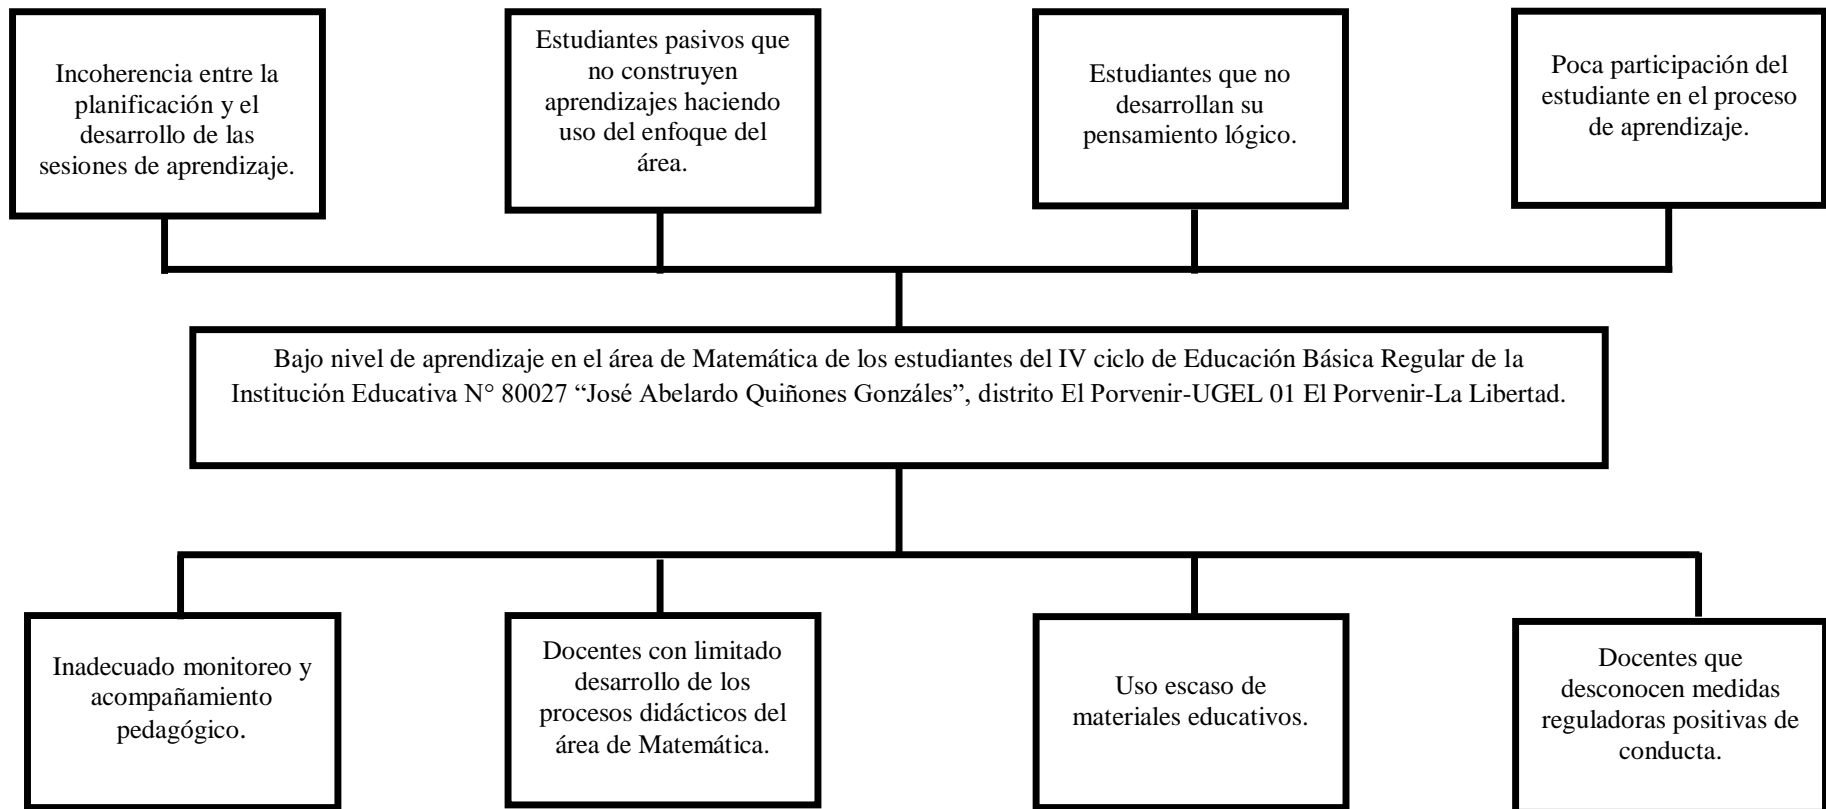 Incoherencia entre la
planificación y el
desarrollo de las
sesiones de aprendizaje.
Estudiantes pasivos que
no construyen
aprendizajes haciendo
uso del enfoque del
área.
Estudiantes que no
desarrollan su
pensamiento lógico.
Poca participación del
estudiante en el proceso
de aprendizaje.
Bajo nivel de aprendizaje en el área de Matemática de los estudiantes del IV ciclo de Educación Básica Regular de la
Institución Educativa N° 80027 “José Abelardo Quiñones Gonzáles”, distrito El Porvenir-UGEL 01 El Porvenir-La Libertad.
Inadecuado monitoreo y
acompañamiento
pedagógico.
Docentes con limitado
desarrollo de los
procesos didácticos del
área de Matemática.
Uso escaso de
materiales educativos.
Docentes que
desconocen medidas
reguladoras positivas de
conducta.